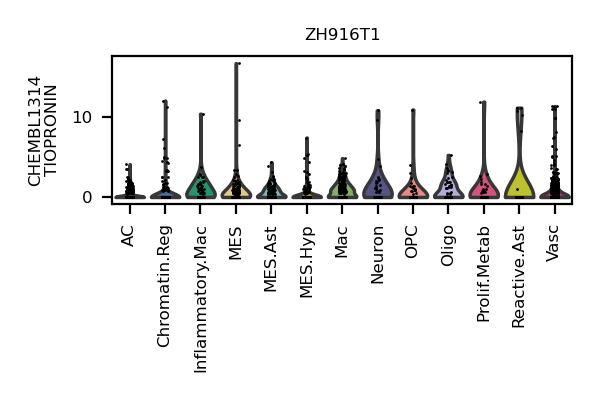 ZH916T1
CHEMBL1314
TIOPRONIN
10
0
AC
Chromatin.Reg
Inflammatory.Mac
MES
MES.Ast
MES.Hyp
Mac
Neuron
OPC
Oligo
Prolif.Metab
Reactive.Ast
Vasc